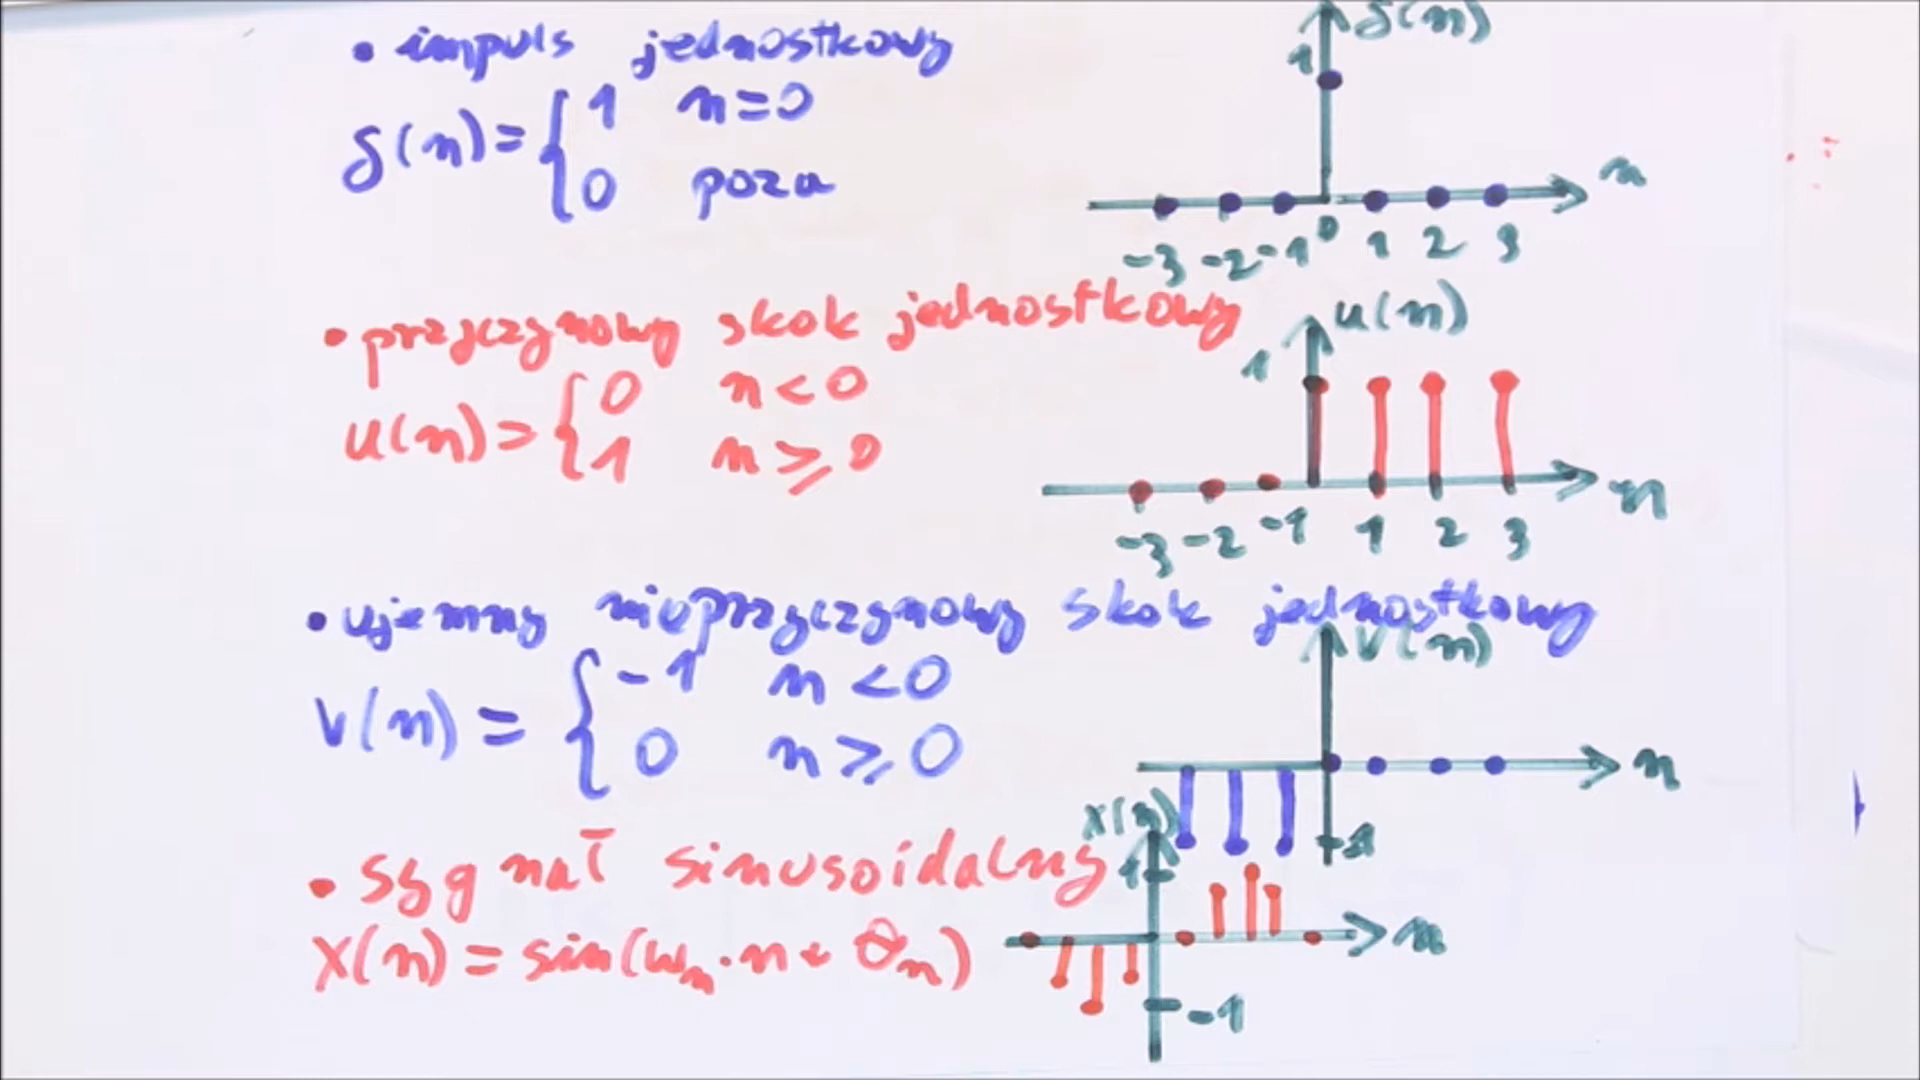 • impuls jednostkowy
δ(n) = { 1 n=0
0 poza
δ(n)
1
n
-3 -2 -1 0 1 2 3
• przyczynowy skok jednostkowy
u(n) = { 0 n<0
1 n⩾0
u(n)
1
n
-3 -2 -1 1 2 3
• ujemny nieprzyczynowy skok jednostkowy
v(n) = { -1 n<0
0 n⩾0
v(n)
n
-1
• sygnał sinusoidalny
x(n) = sin(ωn·n+θn)
x(n)
1
n
-1